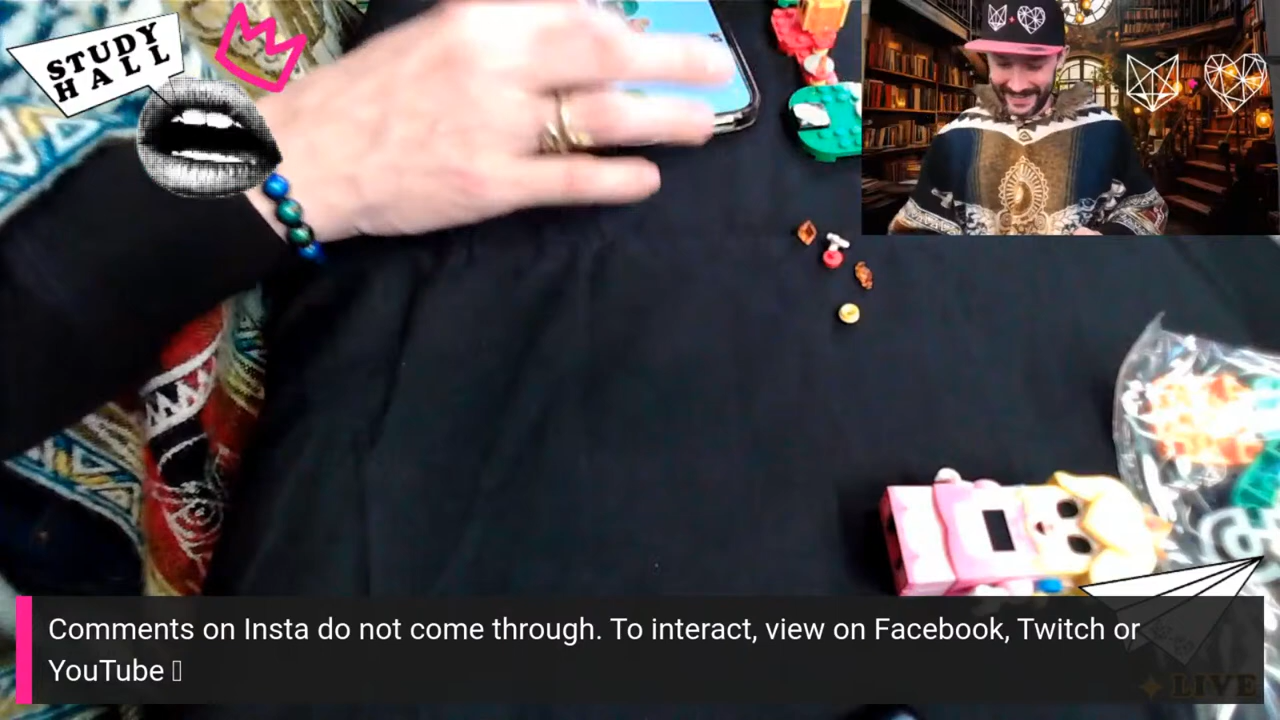 STUDY
HALL
Comments on Insta do not come through. To interact, view on Facebook, Twitch or
YouTube
LIVE